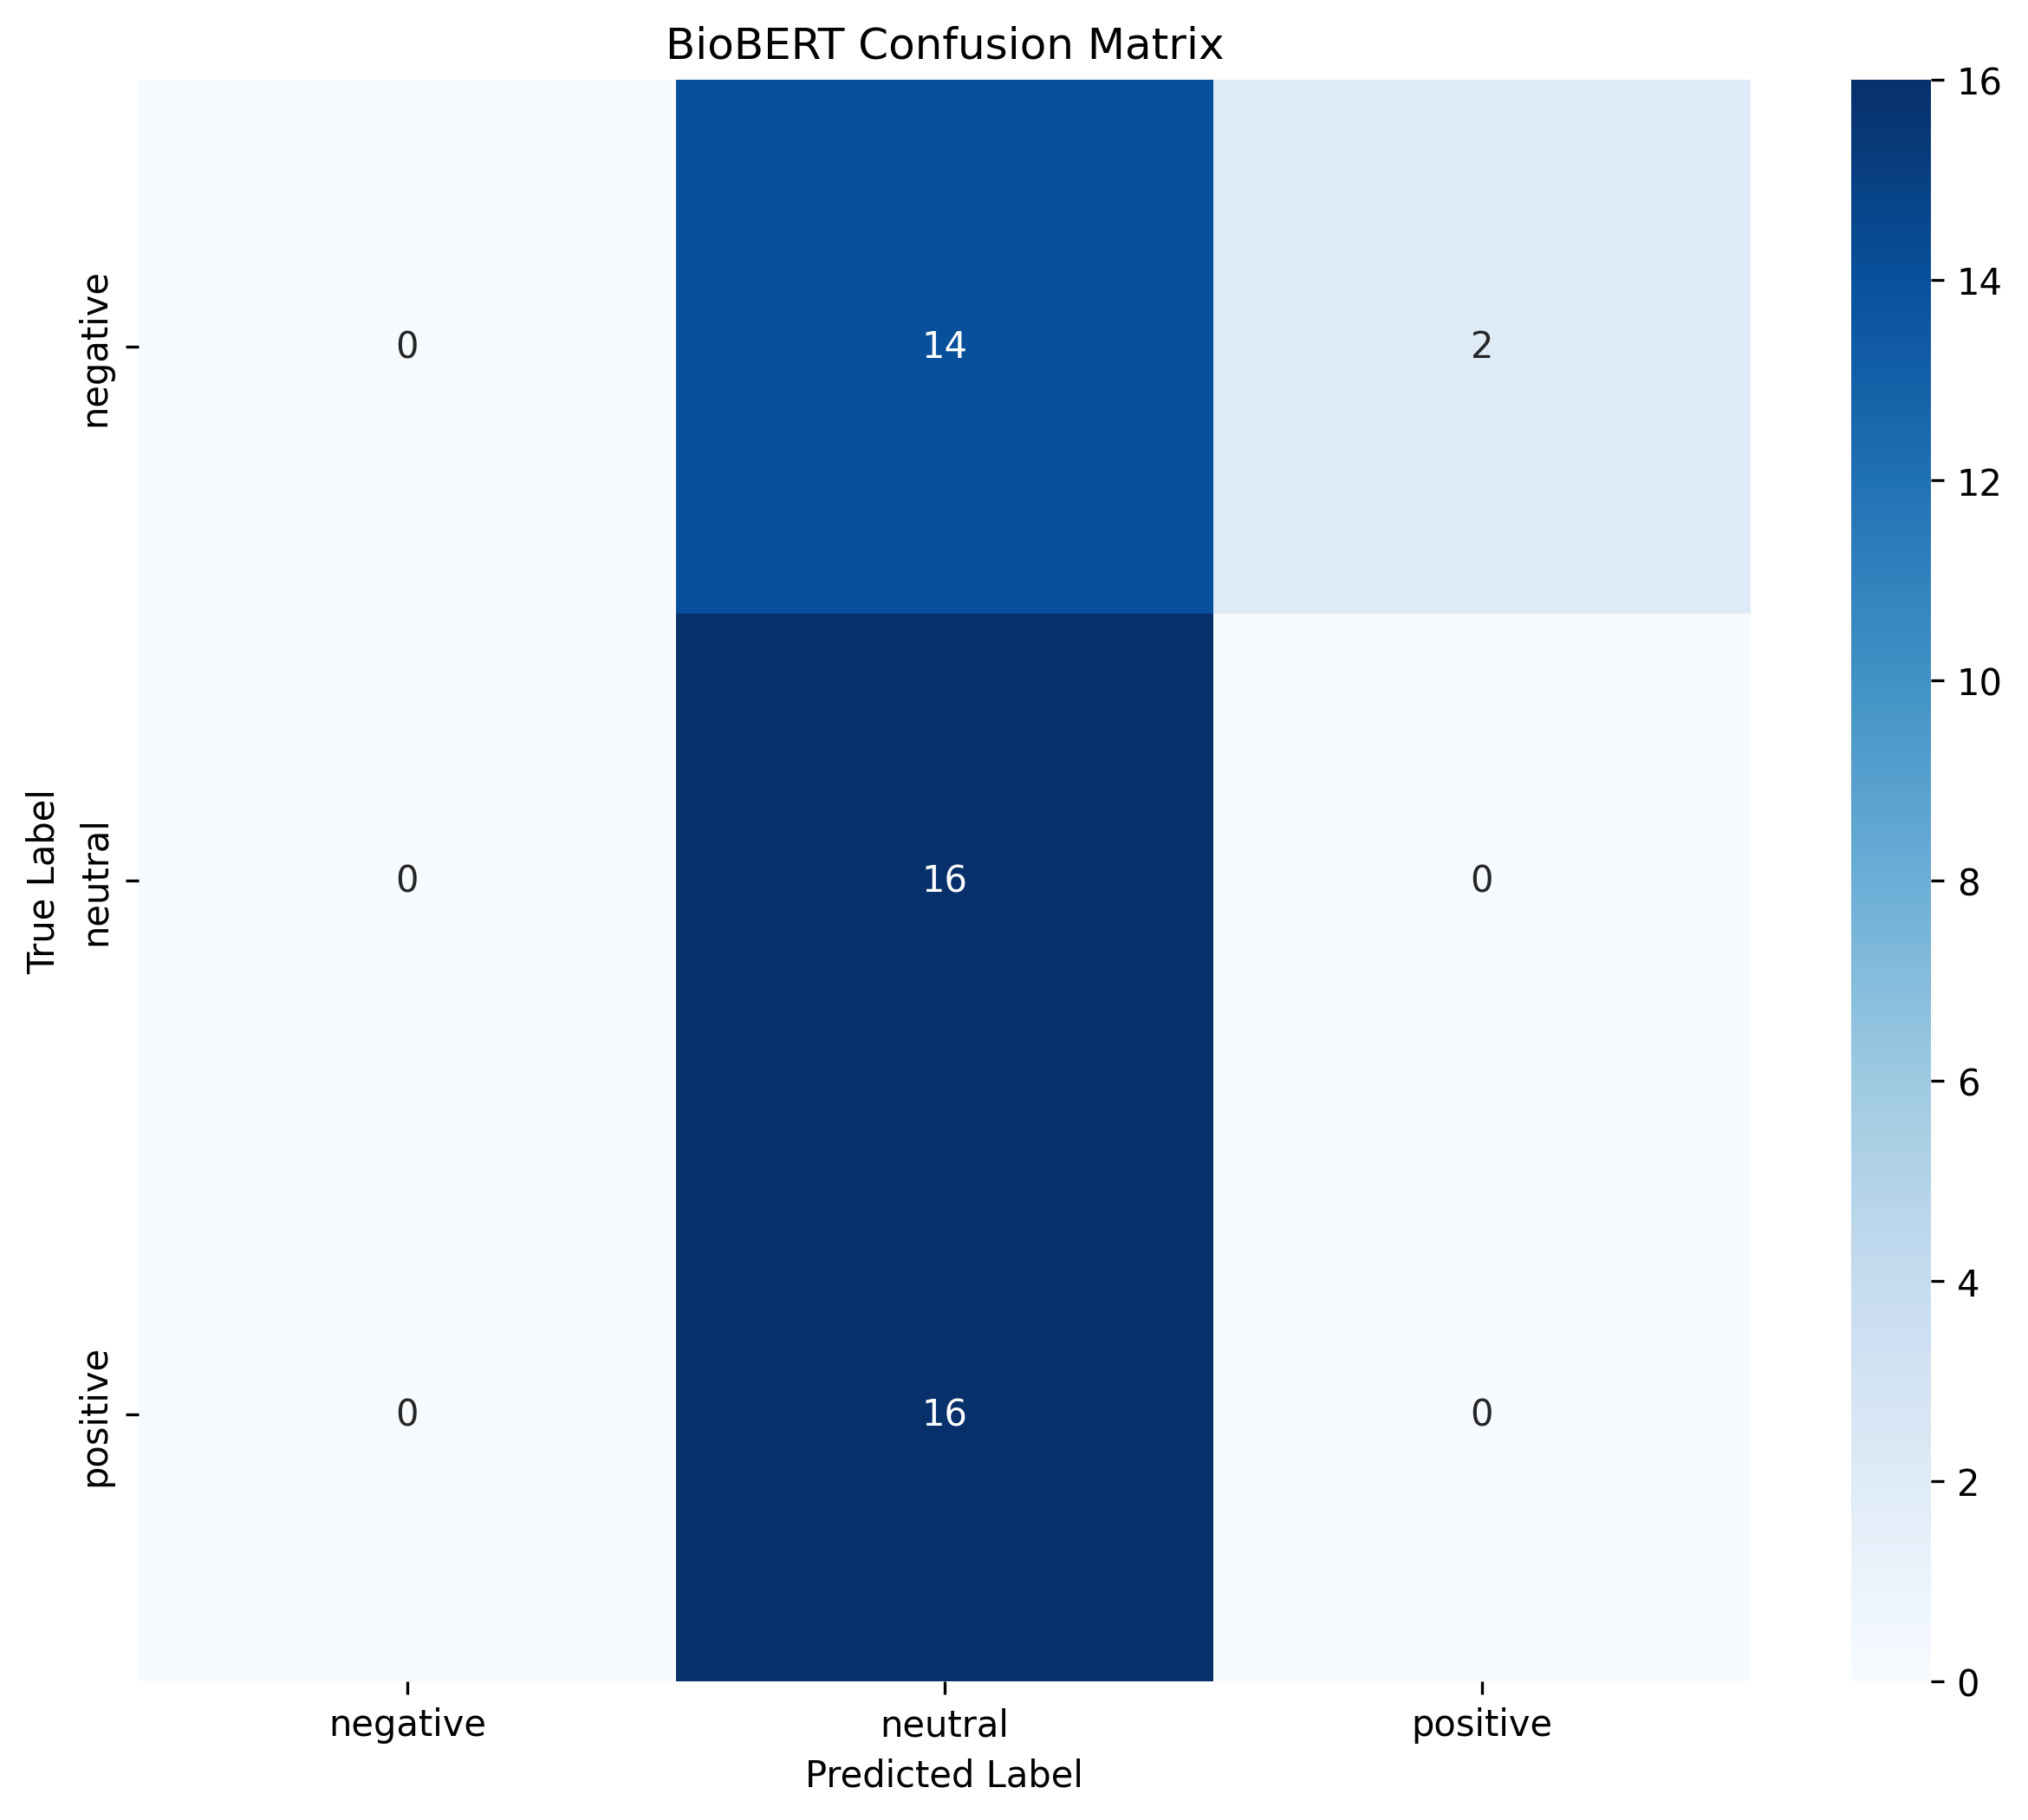 BioBERT Confusion Matrix
True Label
negative
0 14 2
neutral
0 16 0
positive
0 16 0
negative neutral positive
Predicted Label
16
14
12
10
8
6
4
2
0